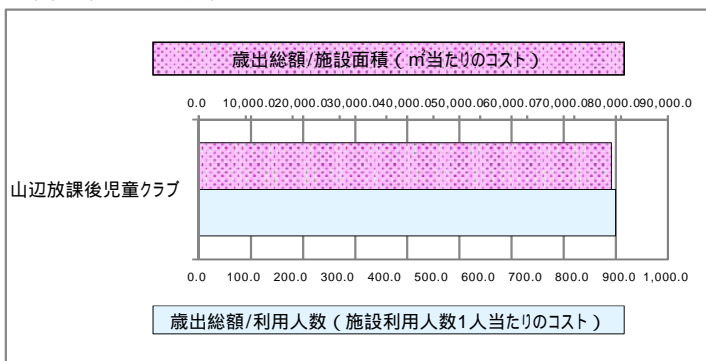 歳出総額/施設面積（㎡当たりのコスト）
0.0 10,000.0 20,000.0 30,000.0 40,000.0 50,000.0 60,000.0 70,000.0 80,000.0 90,000.0
山辺放課後児童クラブ
0.0 100.0 200.0 300.0 400.0 500.0 600.0 700.0 800.0 900.0 1,000.0
歳出総額/利用人数（施設利用人数1人当たりのコスト）